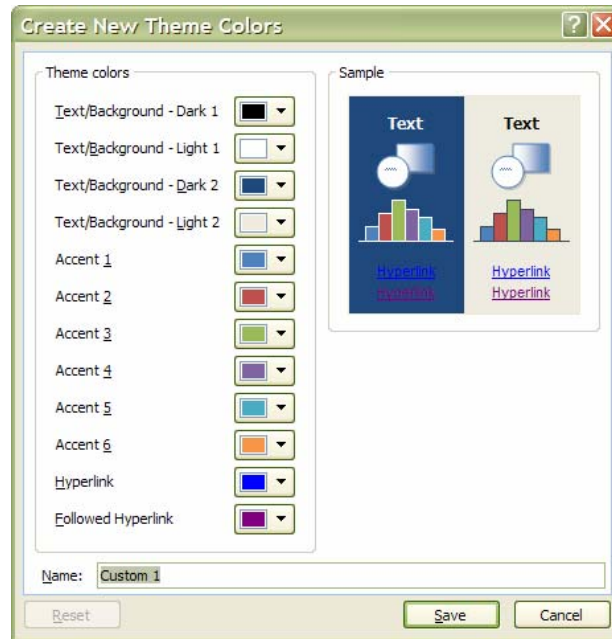 Create New Theme Colors
Theme colors
Text/Background - Dark 1
Text/Background - Light 1
Text/Background - Dark 2
Text/Background - Light 2
Accent 1
Accent 2
Accent 3
Accent 4
Accent 5
Accent 6
Hyperlink
Followed Hyperlink
Sample
Text Text
Hyperlink Hyperlink
Hyperlink Hyperlink
Name: Custom 1
Reset Save Cancel